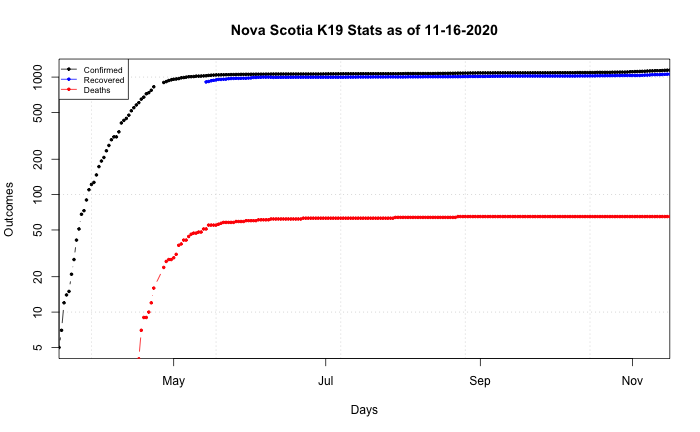 Nova Scotia K19 Stats as of 11-16-2020
Confirmed
Recovered
Deaths
Outcomes
1000
500
200
100
50
20
10
5
May Jul Sep Nov
Days